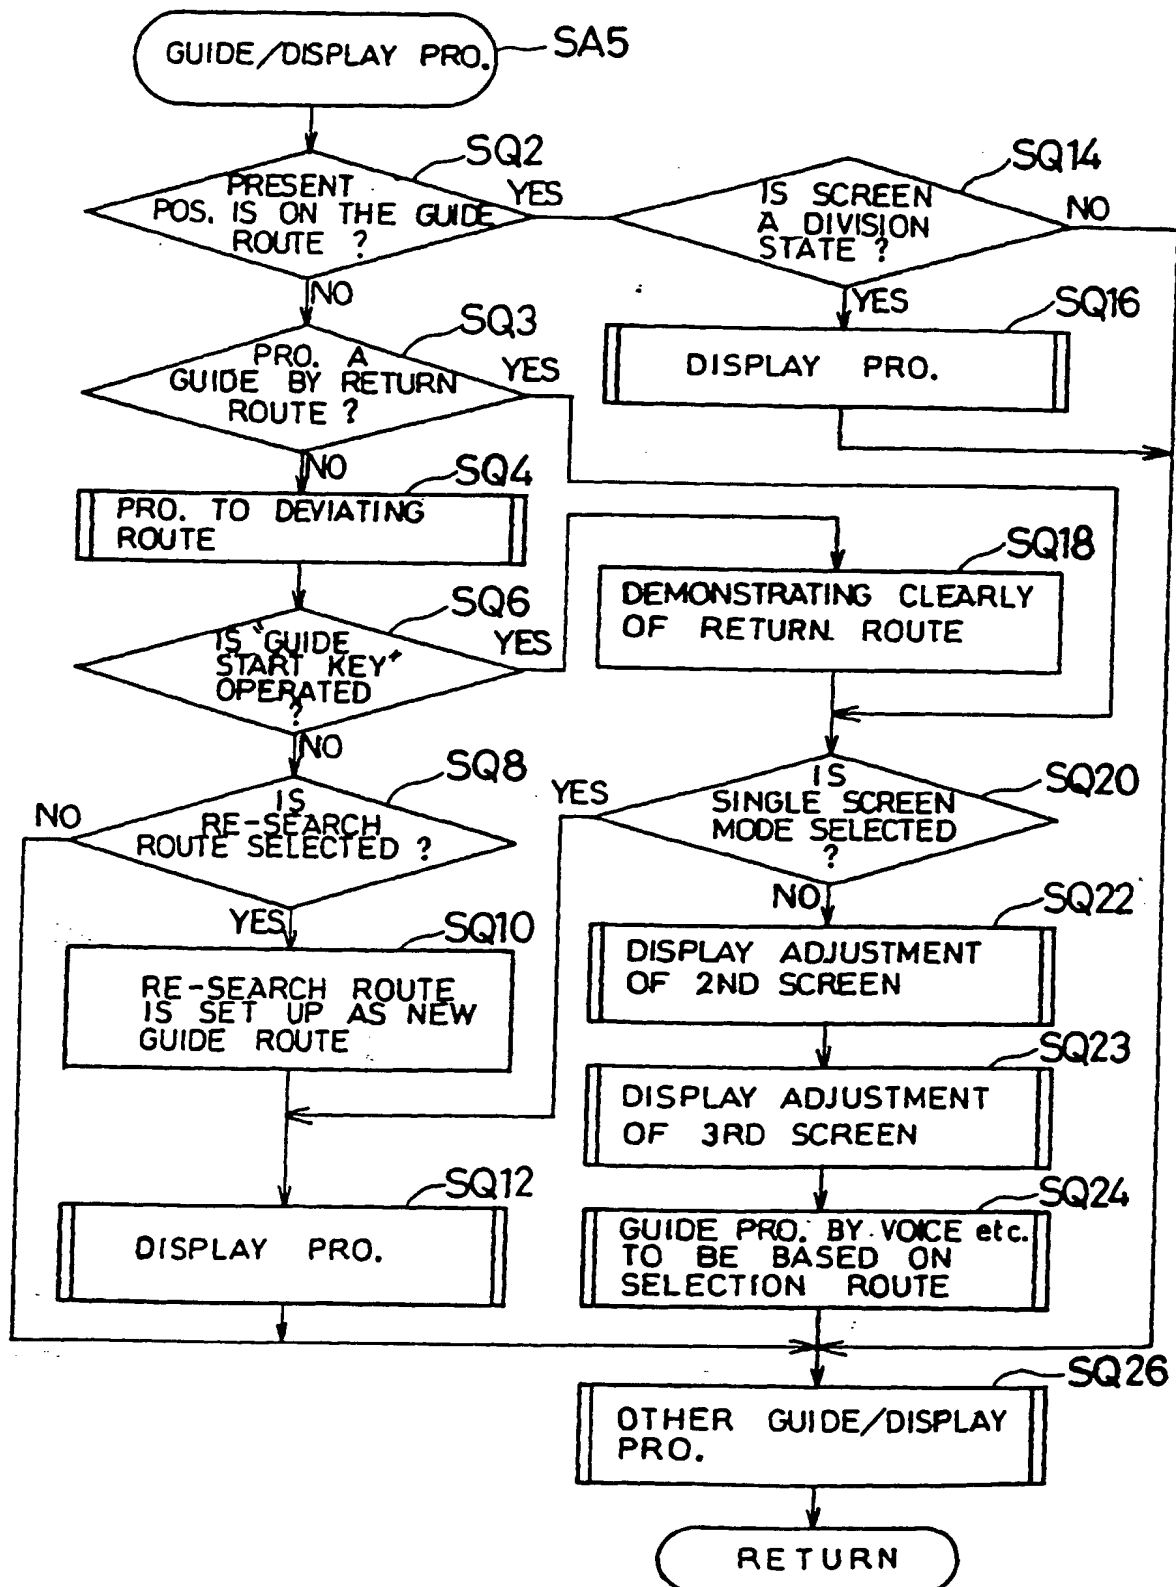 GUIDE/DISPLAY PRO.
SA5
SQ2
PRESENT
POS. IS ON THE GUIDE
ROUTE ?
YES
NO
SQ14
IS SCREEN
A DIVISION
STATE ?
NO
YES
SQ16
DISPLAY PRO.
SQ3
PRO. A
GUIDE BY RETURN
ROUTE ?
YES
NO
SQ4
PRO. TO DEVIATING
ROUTE
SQ6
IS "GUIDE
START KEY"
OPERATED
?
YES
NO
SQ18
DEMONSTRATING CLEARLY
OF RETURN ROUTE
SQ8
IS
RE-SEARCH
ROUTE SELECTED ?
NO
YES
SQ10
RE-SEARCH ROUTE
IS SET UP AS NEW
GUIDE ROUTE
SQ12
DISPLAY PRO.
SQ20
IS
SINGLE SCREEN
MODE SELECTED
?
YES
NO
SQ22
DISPLAY ADJUSTMENT
OF 2ND SCREEN
SQ23
DISPLAY ADJUSTMENT
OF 3RD SCREEN
SQ24
GUIDE PRO. BY VOICE etc.
TO BE BASED ON
SELECTION ROUTE
SQ26
OTHER GUIDE/DISPLAY
PRO.
RETURN